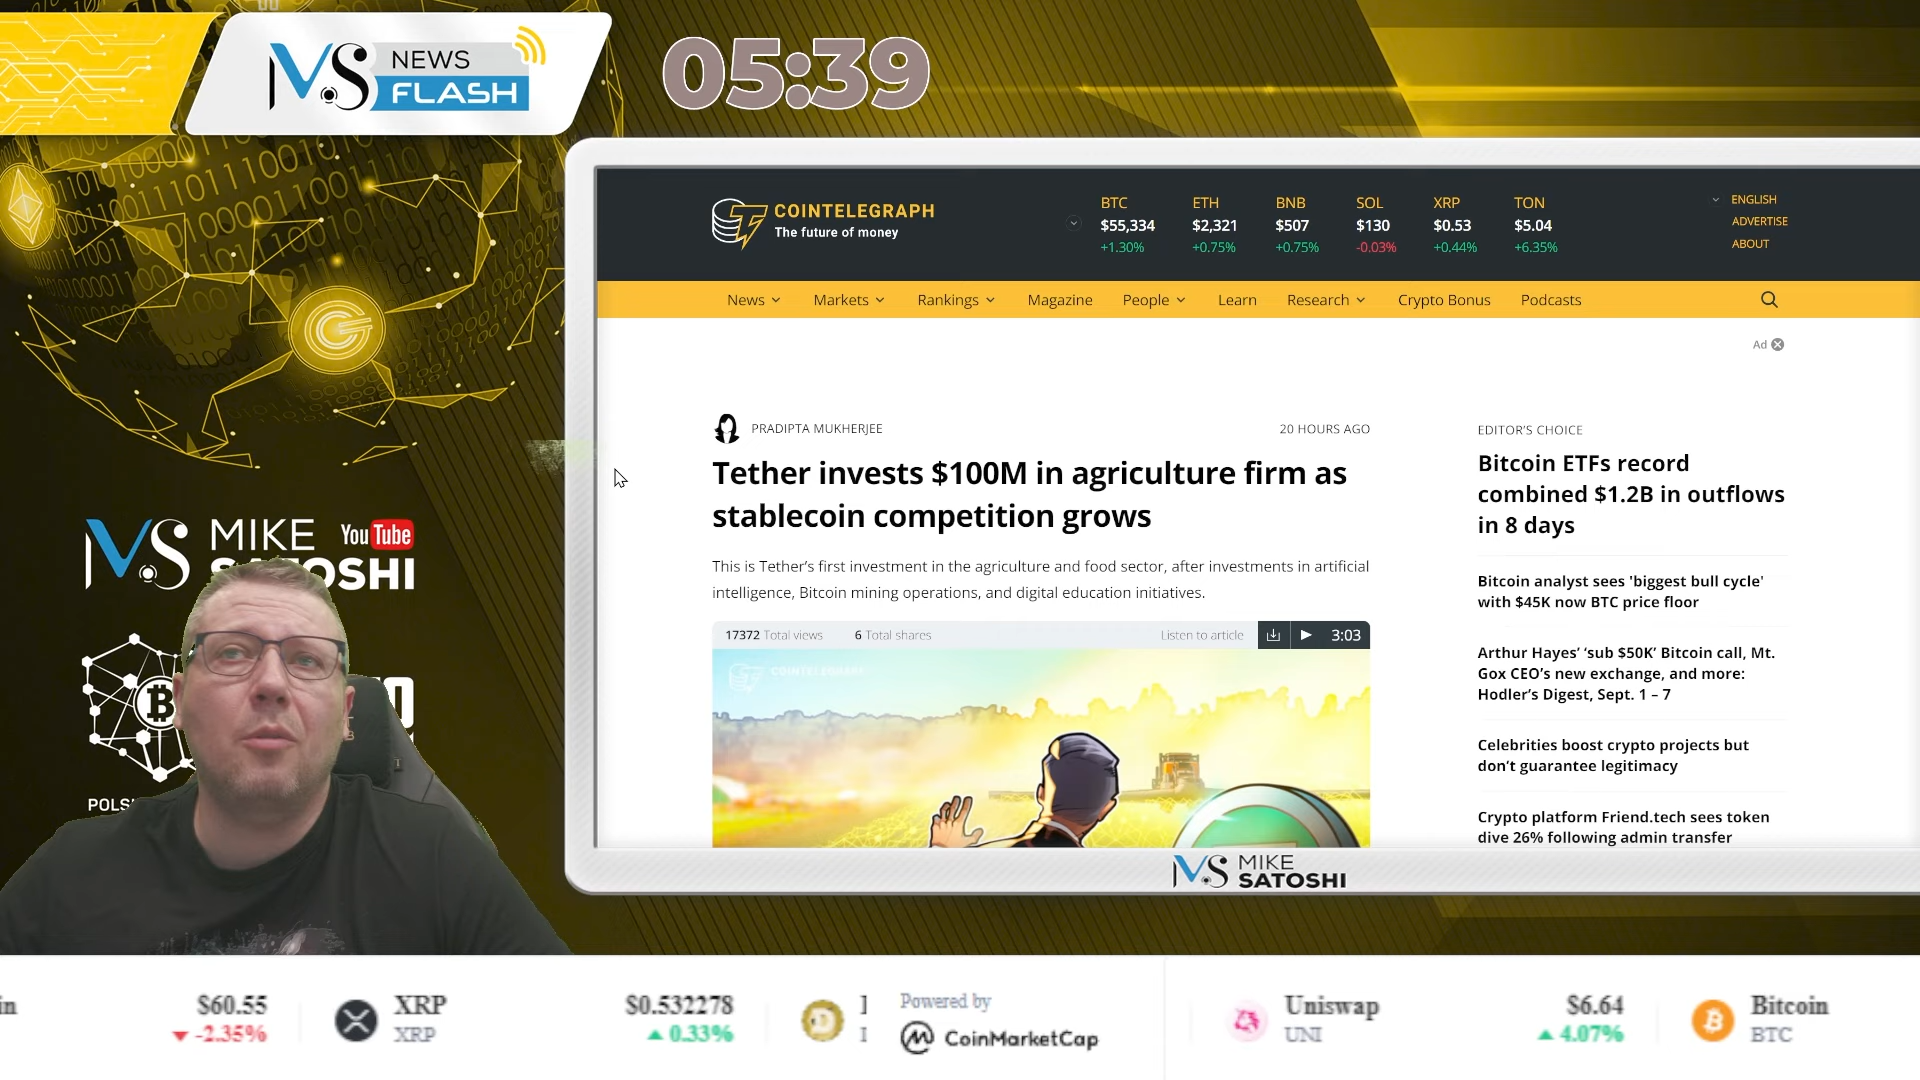 MS NEWS
FLASH
05:39
COINTELEGRAPH
The future of money
BTC ETH BNB SOL XRP TON
$55,334 $2,321 $507 $130 $0.53 $5.04
+1.30% +0.75% +0.75% -0.03% +0.44% +6.35%
ENGLISH
ADVERTISE
ABOUT
News Markets Rankings Magazine People Learn Research Crypto Bonus Podcasts
Ad
PRADIPTA MUKHERJEE 20 HOURS AGO
Tether invests $100M in agriculture firm as
stablecoin competition grows
This is Tether’s first investment in the agriculture and food sector, after investments in artificial
intelligence, Bitcoin mining operations, and digital education initiatives.
17372 Total views 6 Total shares Listen to article 3:03
COINTELEGRAPH
EDITOR’S CHOICE
Bitcoin ETFs record
combined $1.2B in outflows
in 8 days
Bitcoin analyst sees 'biggest bull cycle'
with $45K now BTC price floor
Arthur Hayes’ ‘sub $50K’ Bitcoin call, Mt.
Gox CEO’s new exchange, and more:
Hodler’s Digest, Sept. 1 – 7
Celebrities boost crypto projects but
don’t guarantee legitimacy
Crypto platform Friend.tech sees token
dive 26% following admin transfer
MS MIKE YouTube
SATOSHI
MS MIKE
SATOSHI
$60.55
-2.35%
XRP
XRP
$0.532278
0.33%
Powered by
CoinMarketCap
Uniswap
UNI
$6.64
4.07%
Bitcoin
BTC